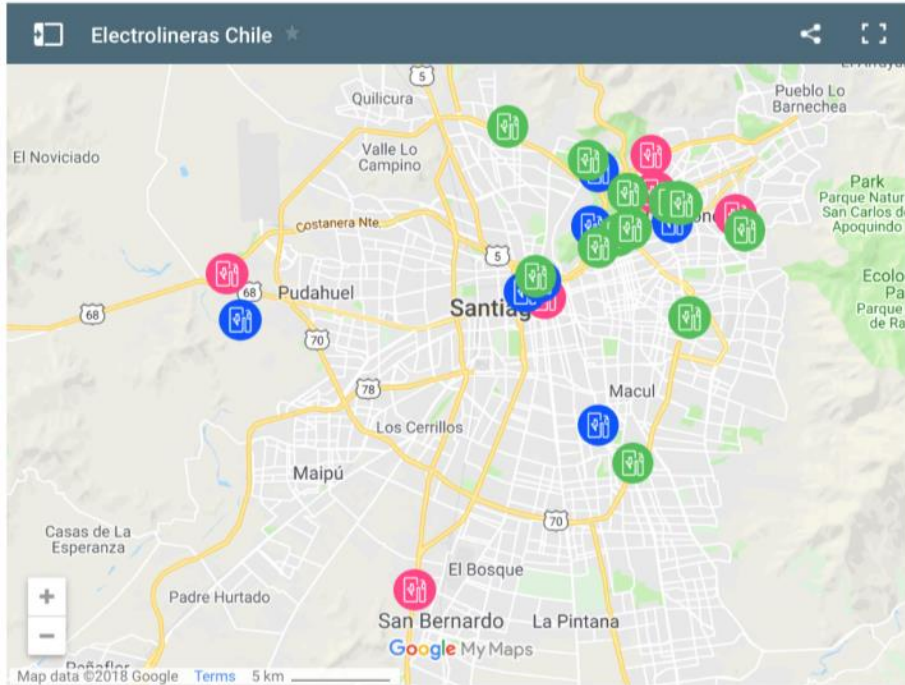 Electrolineras Chile
5
Quilicura
Pueblo Lo
Barnechea
El Noviciado
Valle Lo
Campino
Park
Parque Natur
San Carlos de
Apoquindo
Costanera Nte.
5
68
Pudahuel
Santiag
Ecolo
Pa
Parque
de Ra
68
70
78
Macul
Los Cerrillos
Maipú
70
Casas de La
Esperanza
El Bosque
Padre Hurtado
San Bernardo
La Pintana
+
−
Google My Maps
Map data ©2018 Google Terms 5 km